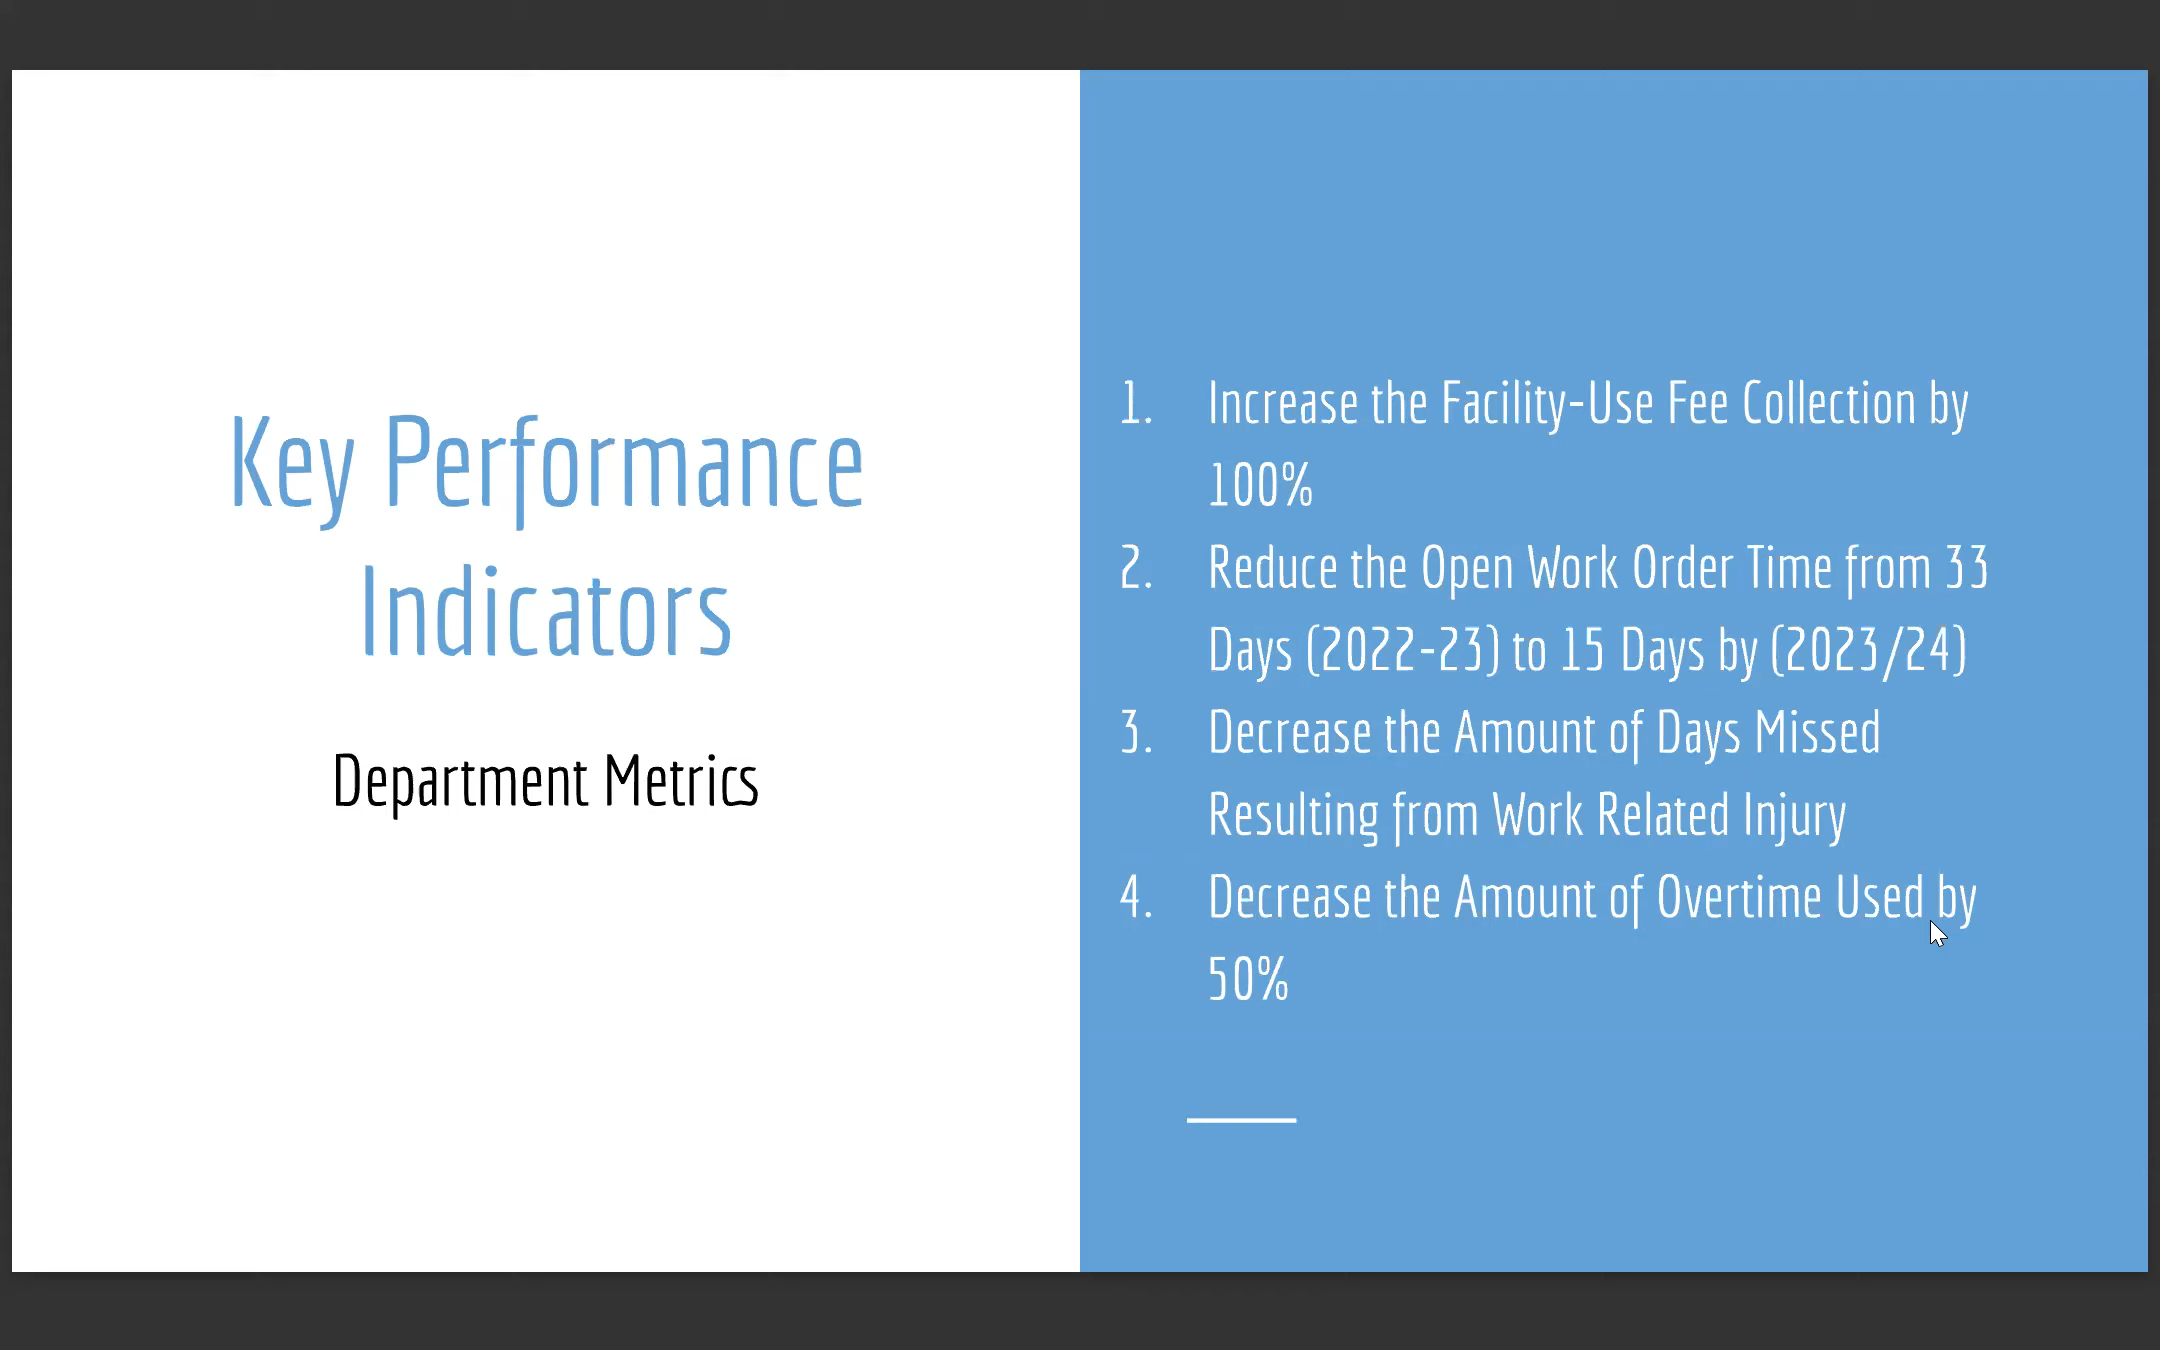 Key Performance
Indicators
Department Metrics
1. Increase the Facility-Use Fee Collection by
100%
2. Reduce the Open Work Order Time from 33
Days (2022-23) to 15 Days by (2023/24)
3. Decrease the Amount of Days Missed
Resulting from Work Related Injury
4. Decrease the Amount of Overtime Used by
50%